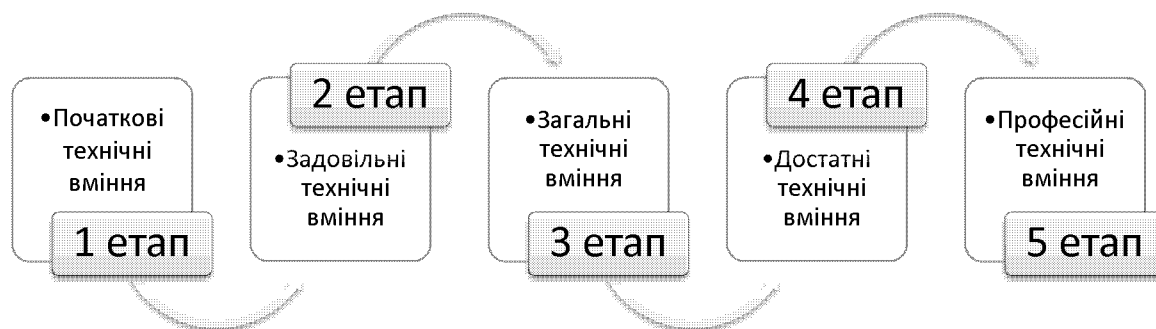 •Початкові
технічні
вміння
1 етап
2 етап
•Задовільні
технічні
вміння
•Загальні
технічні
вміння
3 етап
4 етап
•Достатні
технічні
вміння
•Професійні
технічні
вміння
5 етап